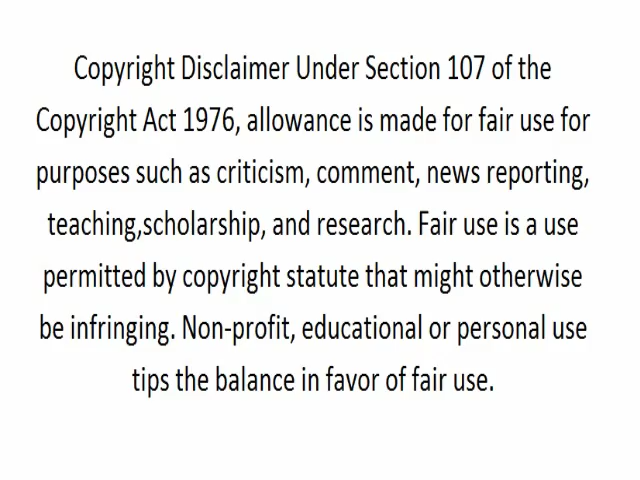 Copyright Disclaimer Under Section 107 of the
Copyright Act 1976, allowance is made for fair use for
purposes such as criticism, comment, news reporting,
teaching,scholarship, and research. Fair use is a use
permitted by copyright statute that might otherwise
be infringing. Non-profit, educational or personal use
tips the balance in favor of fair use.